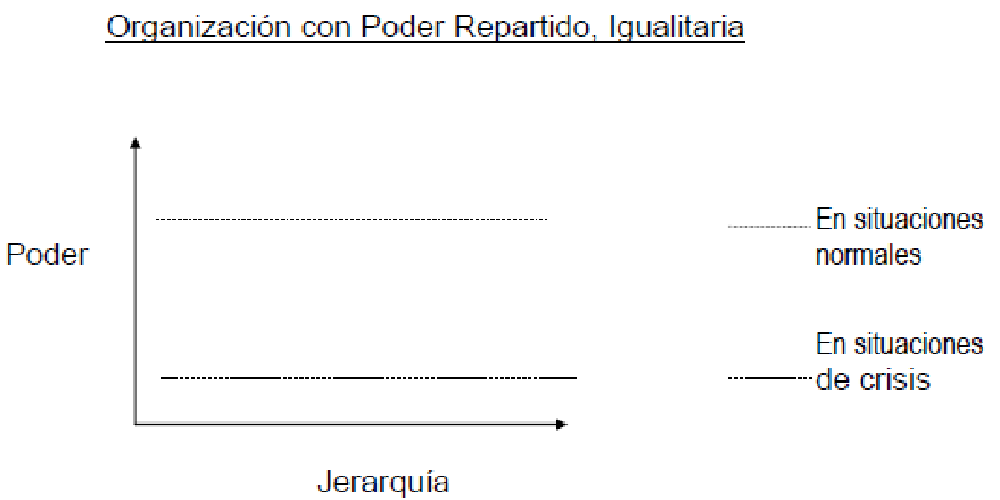 Organización con Poder Repartido, Igualitaria
Poder
En situaciones
normales
En situaciones
de crisis
Jerarquía